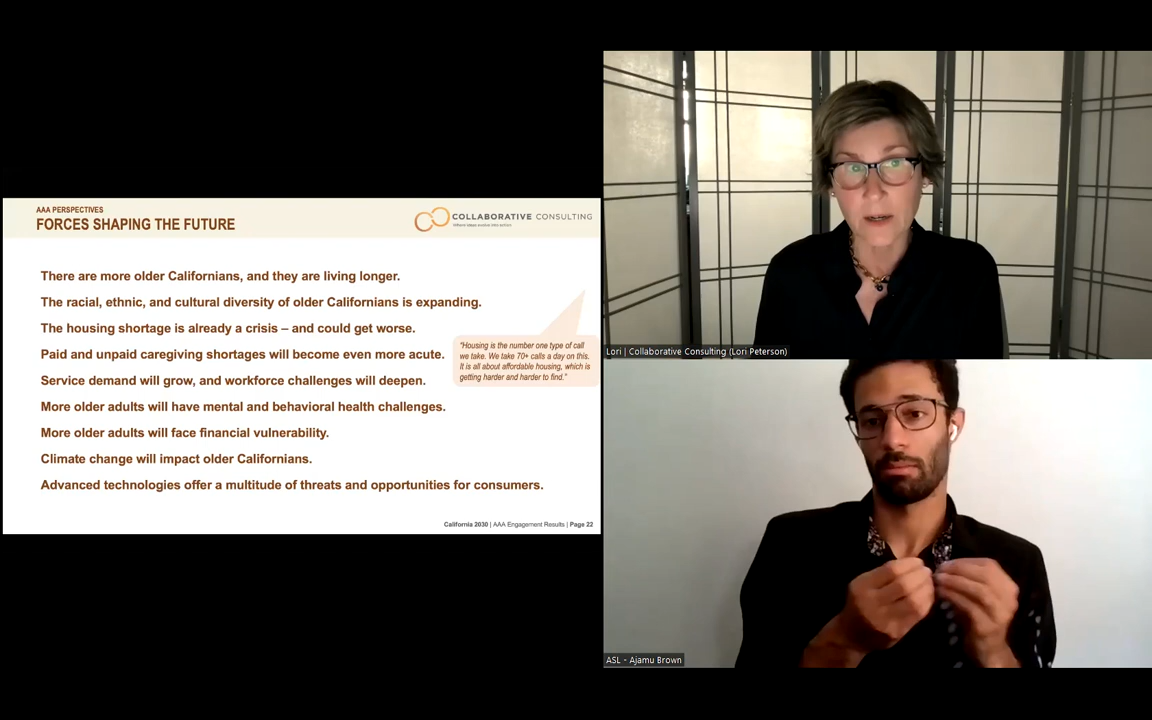 AAA PERSPECTIVES
FORCES SHAPING THE FUTURE
COLLABORATIVE CONSULTING
Where ideas evolve into action
There are more older Californians, and they are living longer.
The racial, ethnic, and cultural diversity of older Californians is expanding.
The housing shortage is already a crisis – and could get worse.
Paid and unpaid caregiving shortages will become even more acute.
Service demand will grow, and workforce challenges will deepen.
More older adults will have mental and behavioral health challenges.
More older adults will face financial vulnerability.
Climate change will impact older Californians.
Advanced technologies offer a multitude of threats and opportunities for consumers.
"Housing is the number one type of call
we take. We take 70+ calls a day on this.
It is all about affordable housing, which is
getting harder and harder to find."
California 2030 | AAA Engagement Results | Page 22
Lori | Collaborative Consulting (Lori Peterson)
ASL - Ajamu Brown